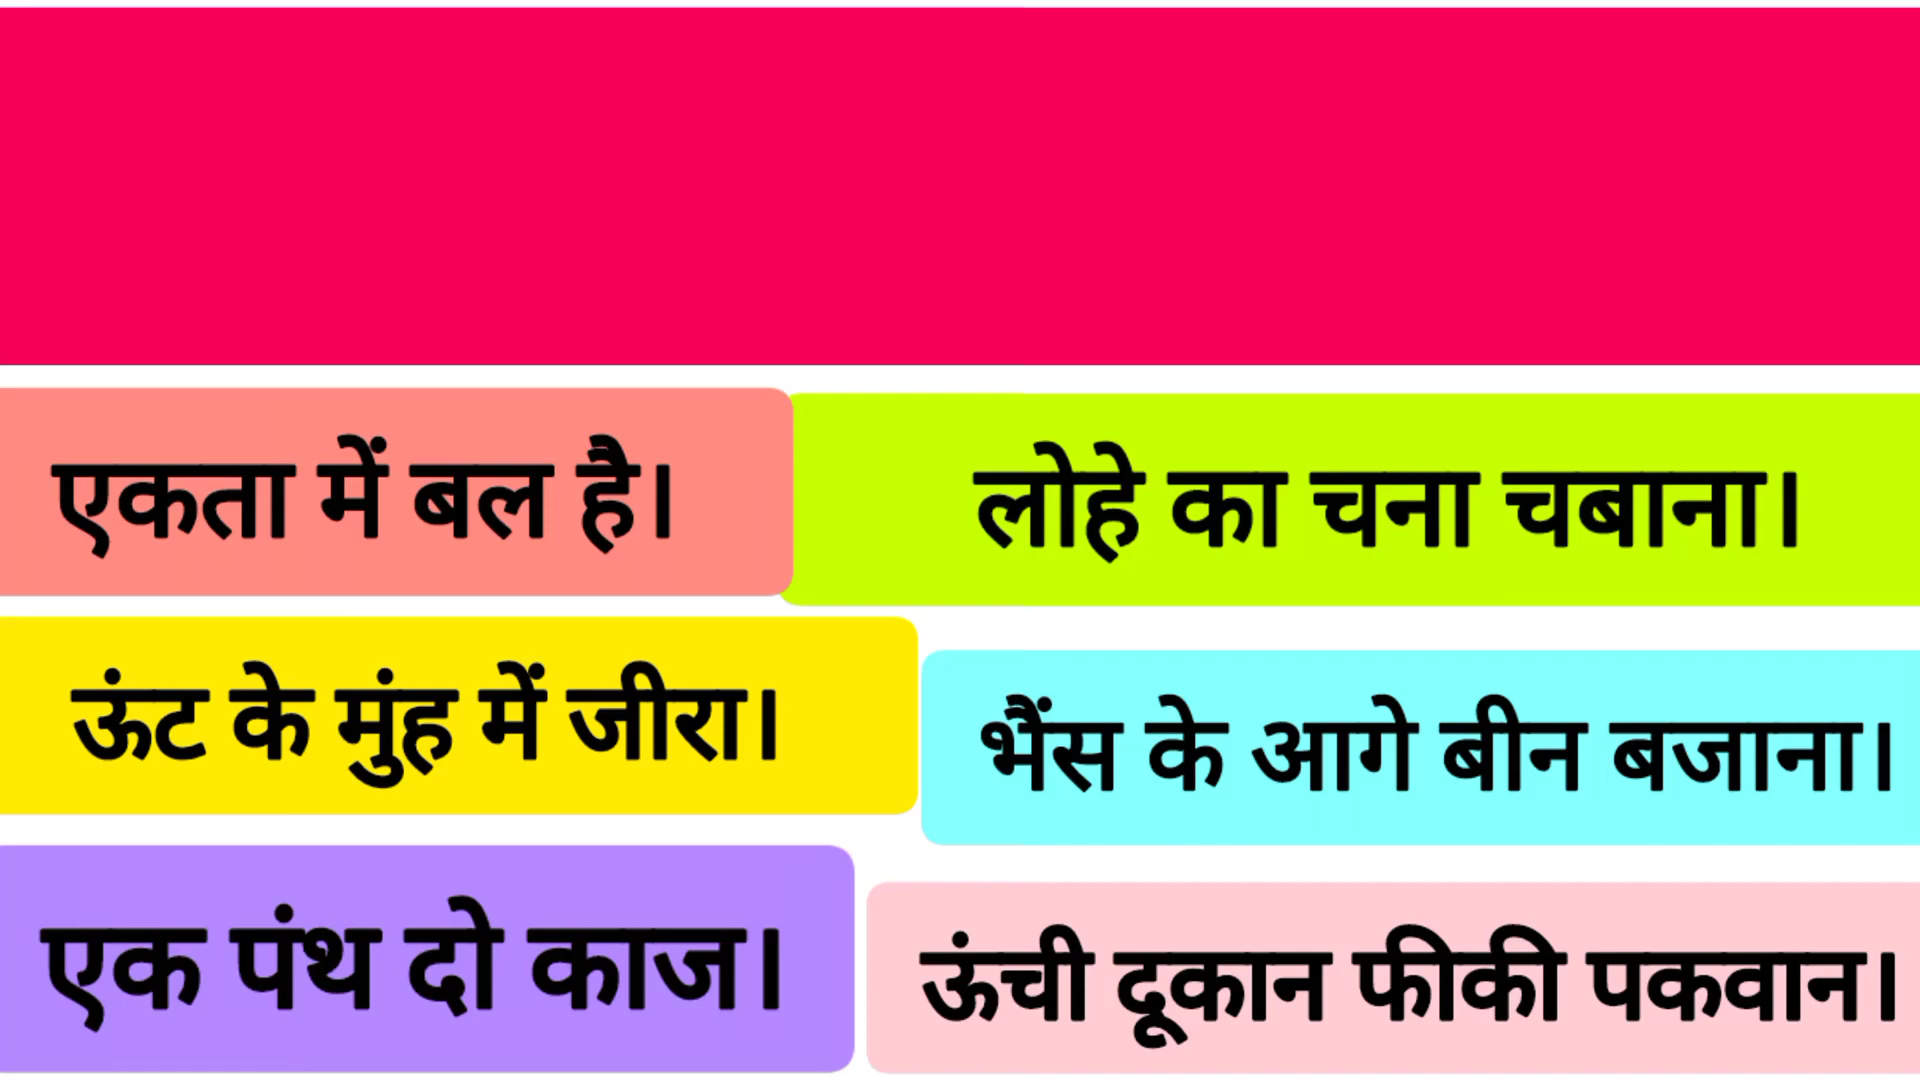 एकता में बल है।
लोहे का चना चबाना।
ऊंट के मुंह में जीरा।
भैंस के आगे बीन बजाना।
एक पंथ दो काज।
ऊंची दूकान फीकी पकवान।